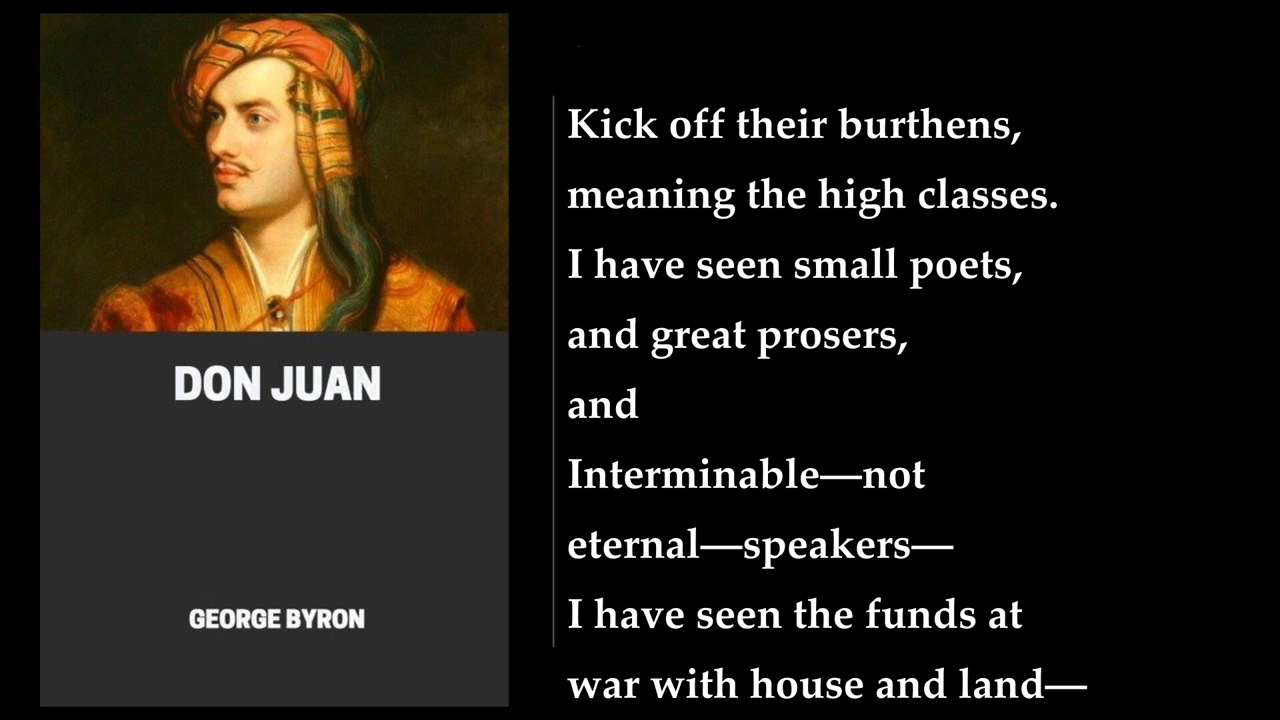 DON JUAN
GEORGE BYRON
Kick off their burthens,
meaning the high classes.
I have seen small poets,
and great prosers,
and
Interminable—not
eternal—speakers—
I have seen the funds at
war with house and land—